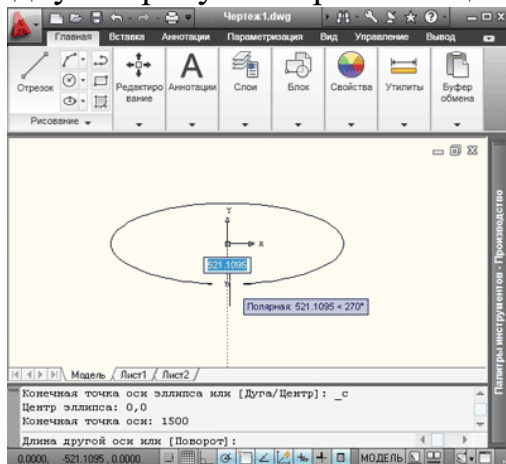 Чертеж1.dwg
Главная Вставка Аннотации Параметризация Вид Управление Вывод
Отрезок
Редактиро
вание
Аннотации
Слои
Блок
Свойства
Утилиты
Буфер
обмена
Рисование
Y
X
521.1095
Полярная: 521.1095 < 270°
Палитры инструментов - Производство
Модель Лист1 Лист2
Конечная точка оси эллипса или [Дуга/Центр]: _c
Центр эллипса: 0,0
Конечная точка оси: 1500
Длина другой оси или [Поворот]:
0.0000, -521.1095, 0.0000 МОДЕЛЬ